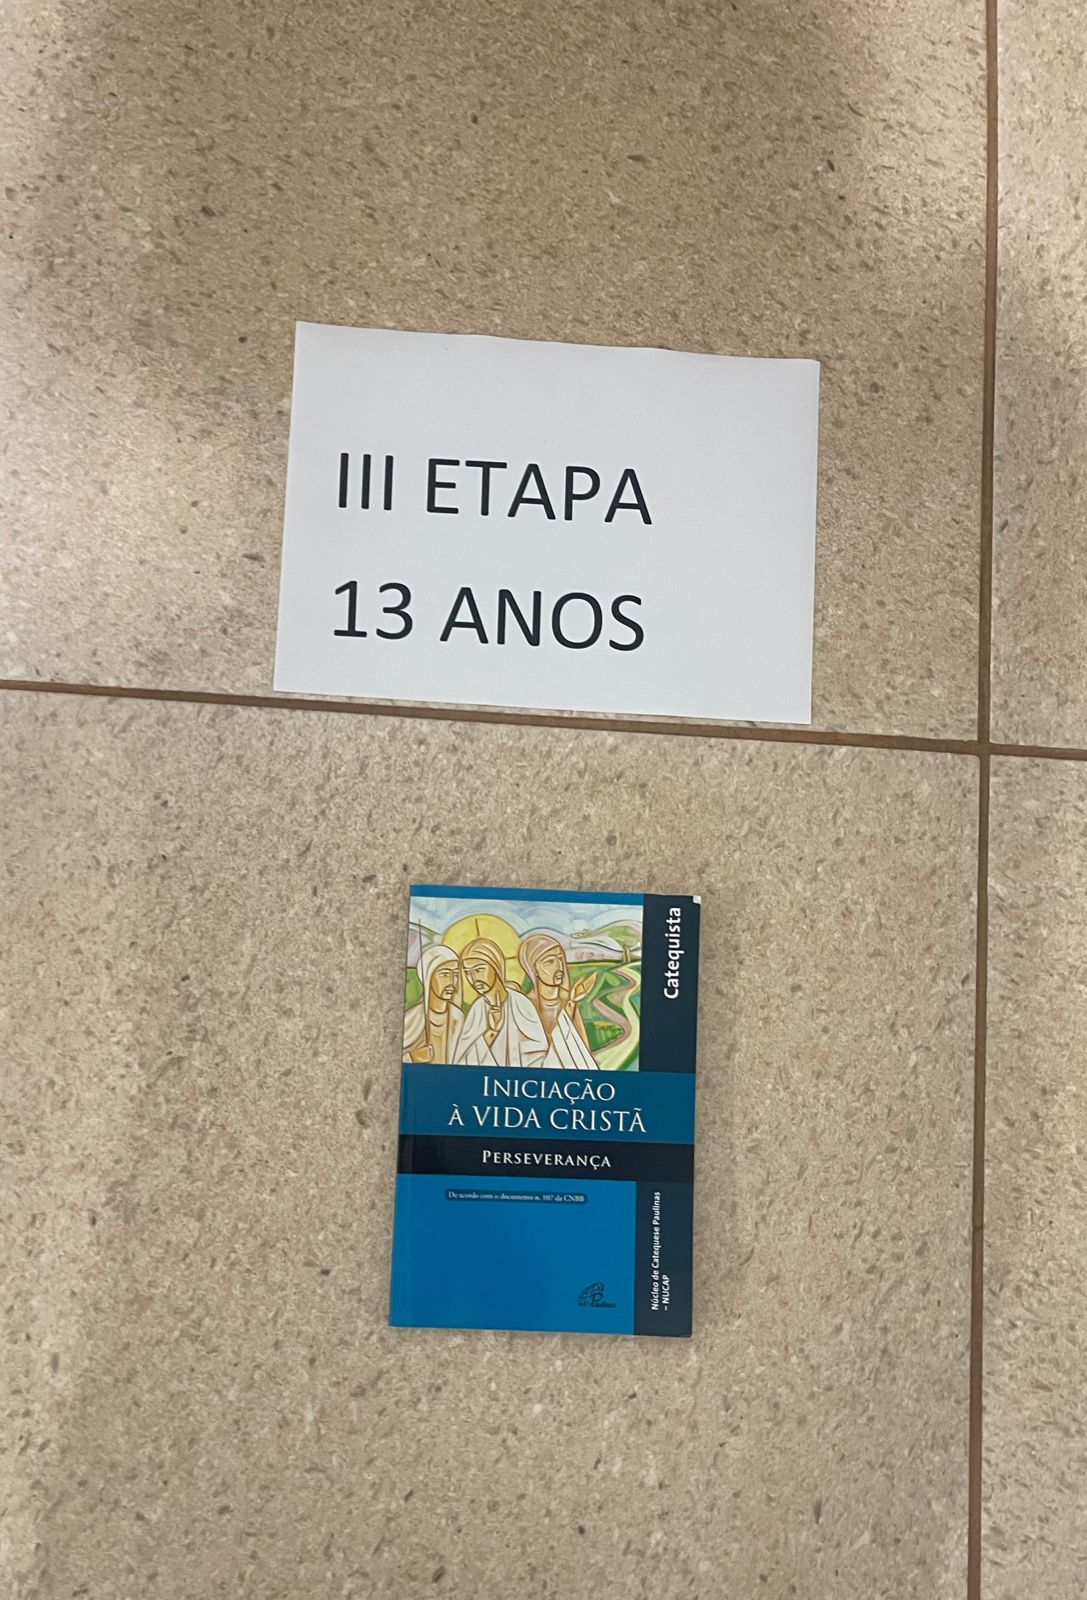 III ETAPA
13 ANOS
Catequista
INICIAÇÃO
À VIDA CRISTÃ
PERSEVERANÇA
De acordo com o documento n. 107 da CNBB
Núcleo de Catequese Paulinas
– NUCAP
Paulinas